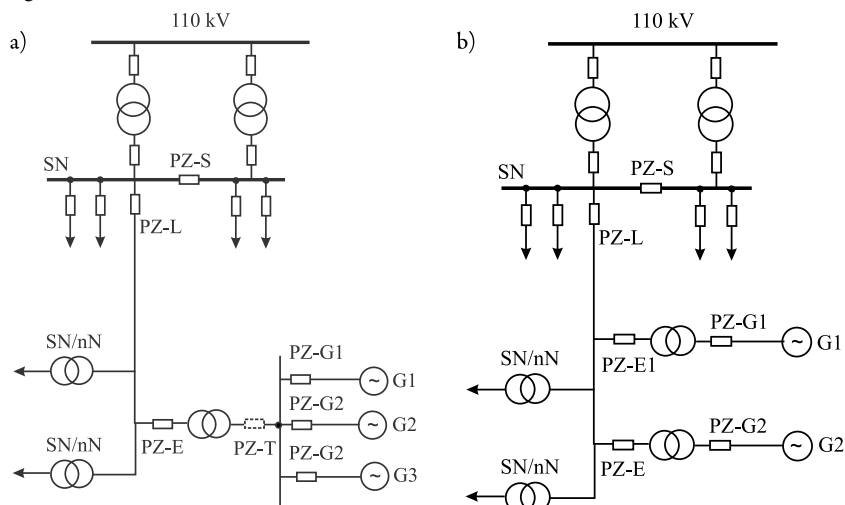 a)
110 kV
SN
PZ-S
PZ-L
SN/nN
PZ-G1
G1
PZ-G2
G2
PZ-E
PZ-T
SN/nN
PZ-G2
G3
b)
110 kV
SN
PZ-S
PZ-L
PZ-G1
G1
PZ-E1
SN/nN
PZ-G2
G2
PZ-E
SN/nN